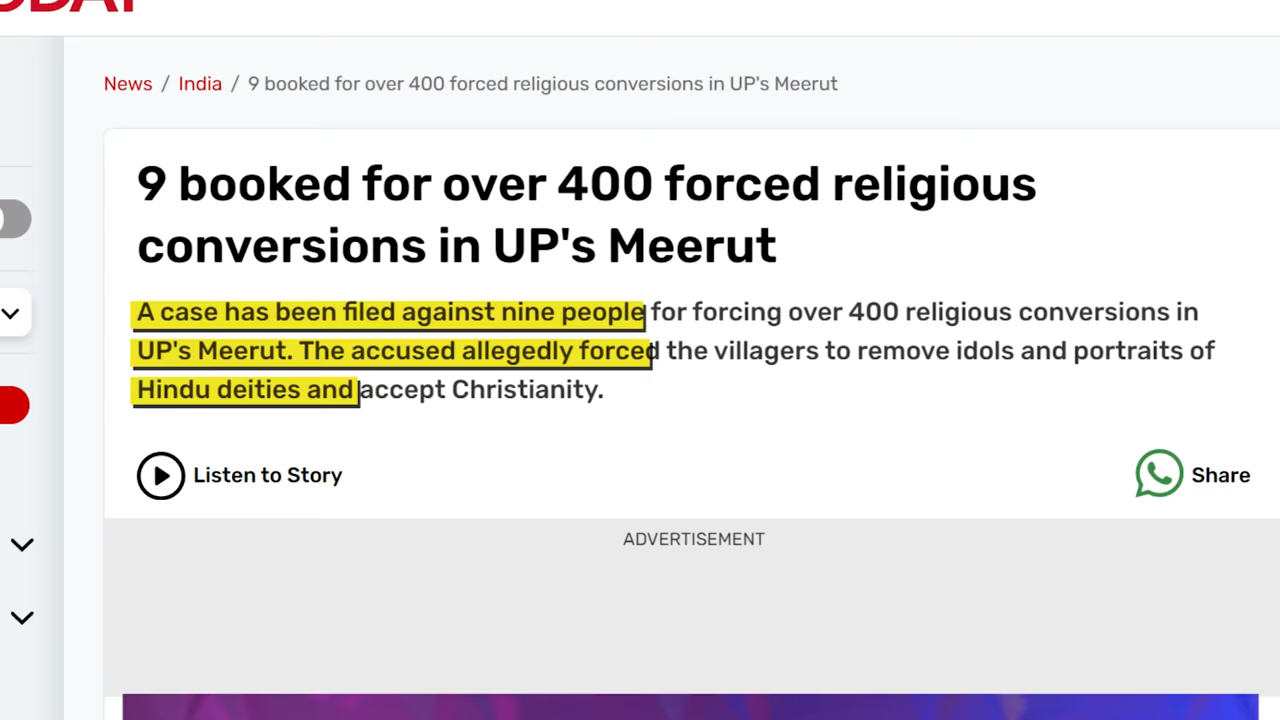 News / India / 9 booked for over 400 forced religious conversions in UP's Meerut
9 booked for over 400 forced religious
conversions in UP's Meerut
A case has been filed against nine people for forcing over 400 religious conversions in
UP's Meerut. The accused allegedly forced the villagers to remove idols and portraits of
Hindu deities and accept Christianity.
Listen to Story
Share
ADVERTISEMENT